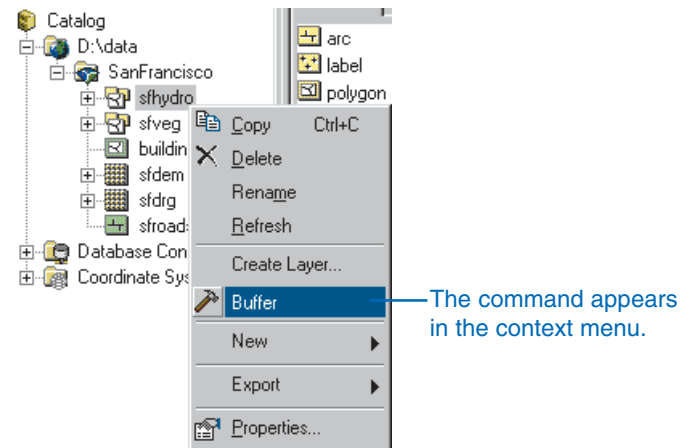 Catalog
D:\data
SanFrancisco
sfhydro
sfveg
buildin
sfdem
sfdrg
sfroads
Database Con
Coordinate Sys
arc
label
polygon
Copy Ctrl+C
Delete
Rename
Refresh
Create Layer...
Buffer
New
Export
Properties...
The command appears
in the context menu.